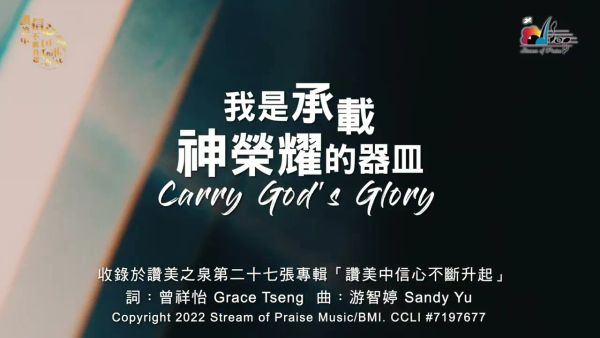 Stream of Praise
我是承載
神榮耀的器皿
Carry God's Glory
收錄於讚美之泉第二十七張專輯「讚美中信心不斷升起」
詞：曾祥怡 Grace Tseng 曲：游智婷 Sandy Yu
Copyright 2022 Stream of Praise Music/BMI. CCLI #7197677